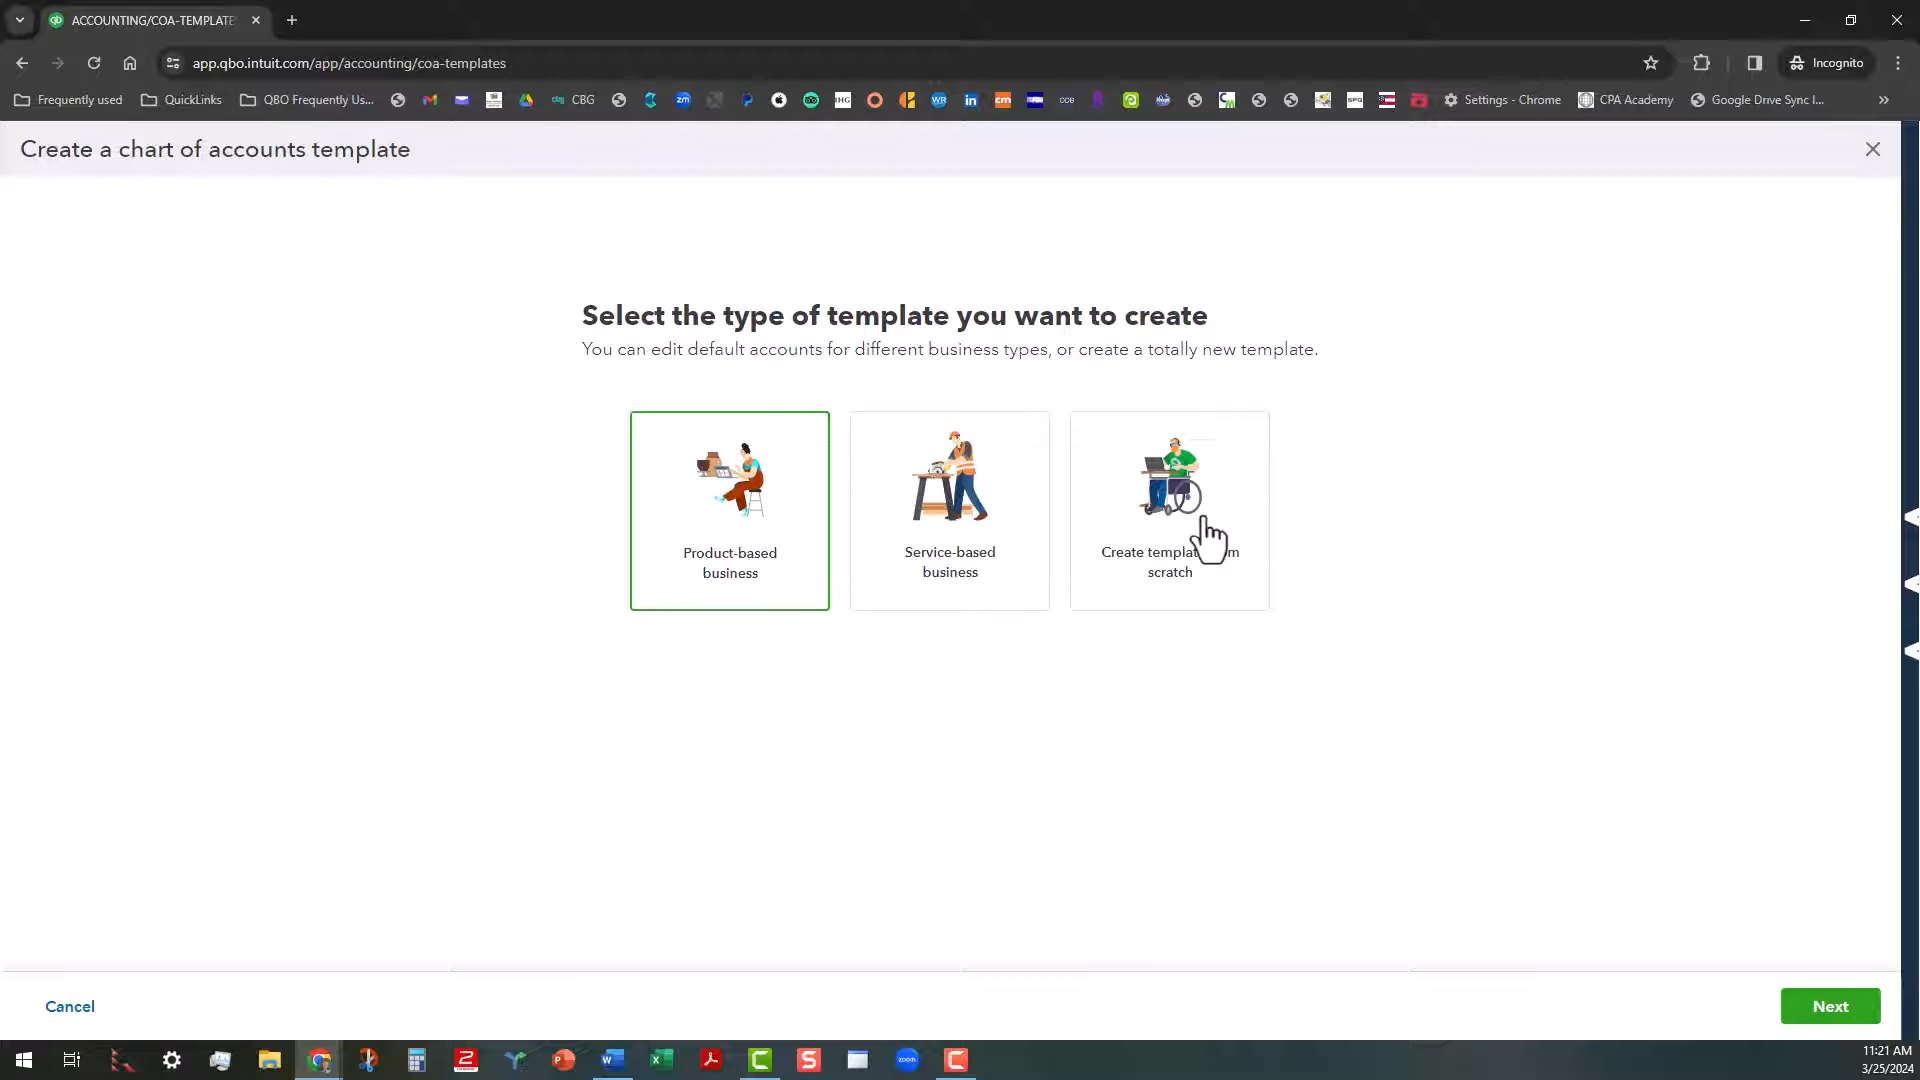 ACCOUNTING/COA-TEMPLATE
app.qbo.intuit.com/app/accounting/coa-templates
Incognito
Frequently used
QuickLinks
QBO Frequently Us...
CBG
Settings - Chrome
CPA Academy
Google Drive Sync I...
Create a chart of accounts template
Select the type of template you want to create
You can edit default accounts for different business types, or create a totally new template.
Product-based
business
Service-based
business
Create templat m
scratch
Cancel
Next
11:21 AM
3/25/2024